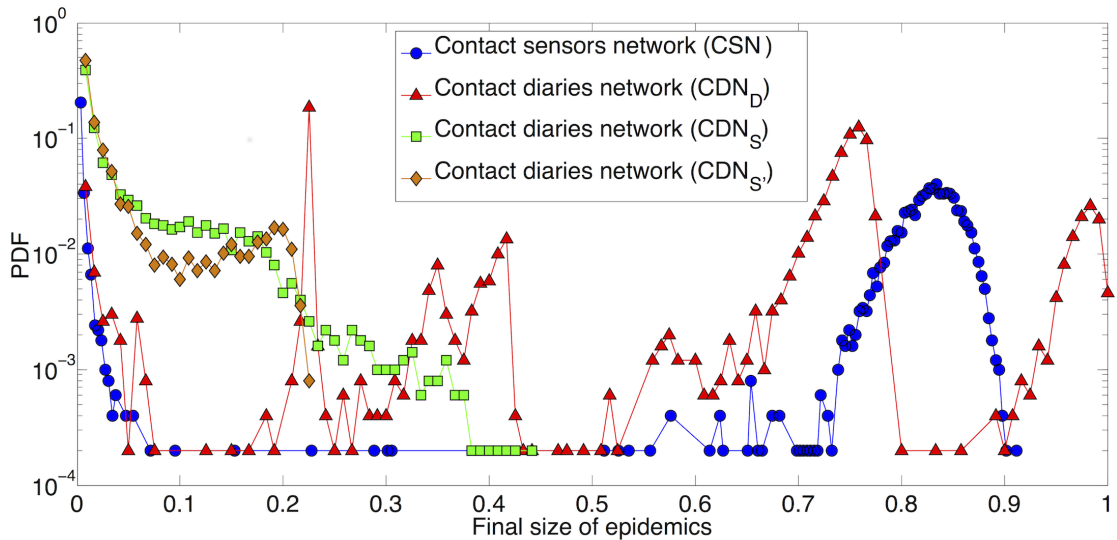 10^0
10^-1
10^-2
10^-3
10^-4
PDF
Contact sensors network (CSN)
Contact diaries network (CDN_D)
Contact diaries network (CDN_S)
Contact diaries network (CDN_S')
0 0.1 0.2 0.3 0.4 0.5 0.6 0.7 0.8 0.9 1
Final size of epidemics